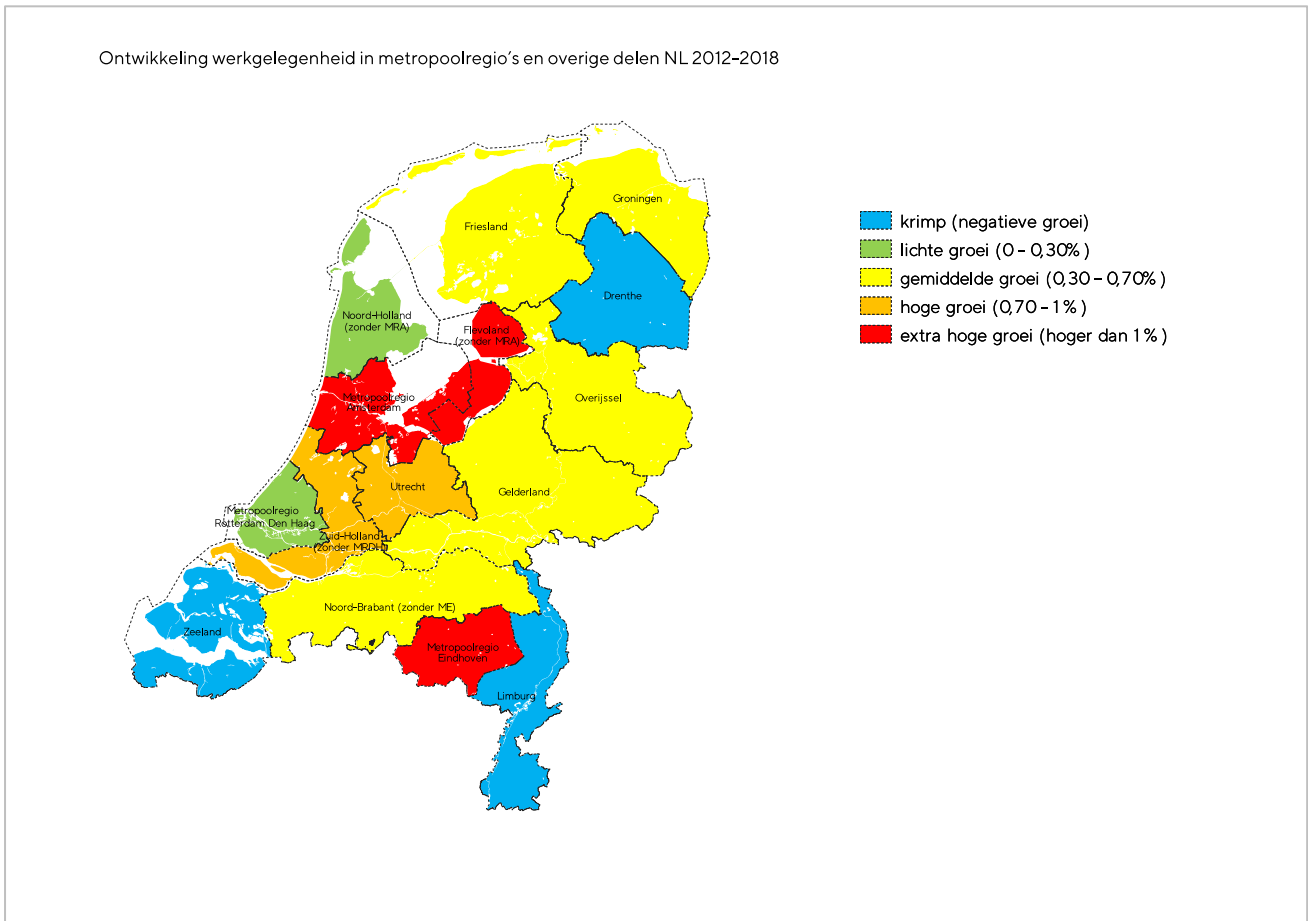 Ontwikkeling werkgelegenheid in metropoolregio's en overige delen NL 2012-2018
Groningen
Friesland
Drenthe
Noord-Holland
(zonder MRA)
Flevoland
(zonder MRA)
Metropoolregio
Amsterdam
Overijssel
Utrecht
Gelderland
Metropoolregio
Rotterdam Den Haag
Zuid-Holland
(zonder MRDH)
Noord-Brabant (zonder ME)
Zeeland
Metropoolregio
Eindhoven
Limburg
krimp (negatieve groei)
lichte groei (0 - 0,30%)
gemiddelde groei (0,30 - 0,70%)
hoge groei (0,70 - 1%)
extra hoge groei (hoger dan 1%)